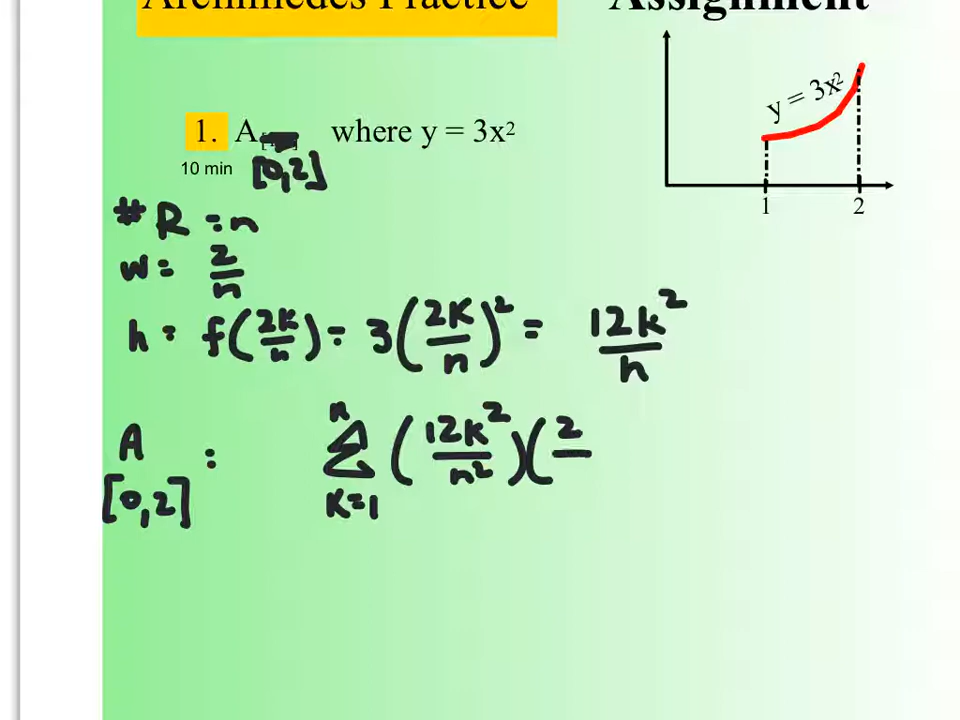 Archimedes Practice Assignment
1. A[ ] where y = 3x²
10 min [0,2]
y = 3x²
1 2
# R = n
w = 2/n
h = f(2k/n) = 3(2k/n)² = 12k²/n
A [0,2] = n Σ k=1 (12k²/n²)(2